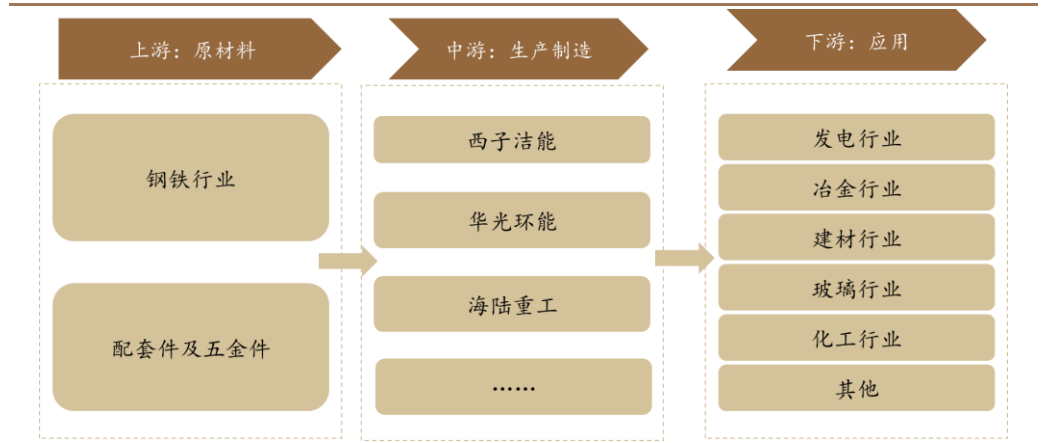 上游：原材料
中游：生产制造
下游：应用
钢铁行业
配套件及五金件
西子洁能
华光环能
海陆重工
……
发电行业
冶金行业
建材行业
玻璃行业
化工行业
其他